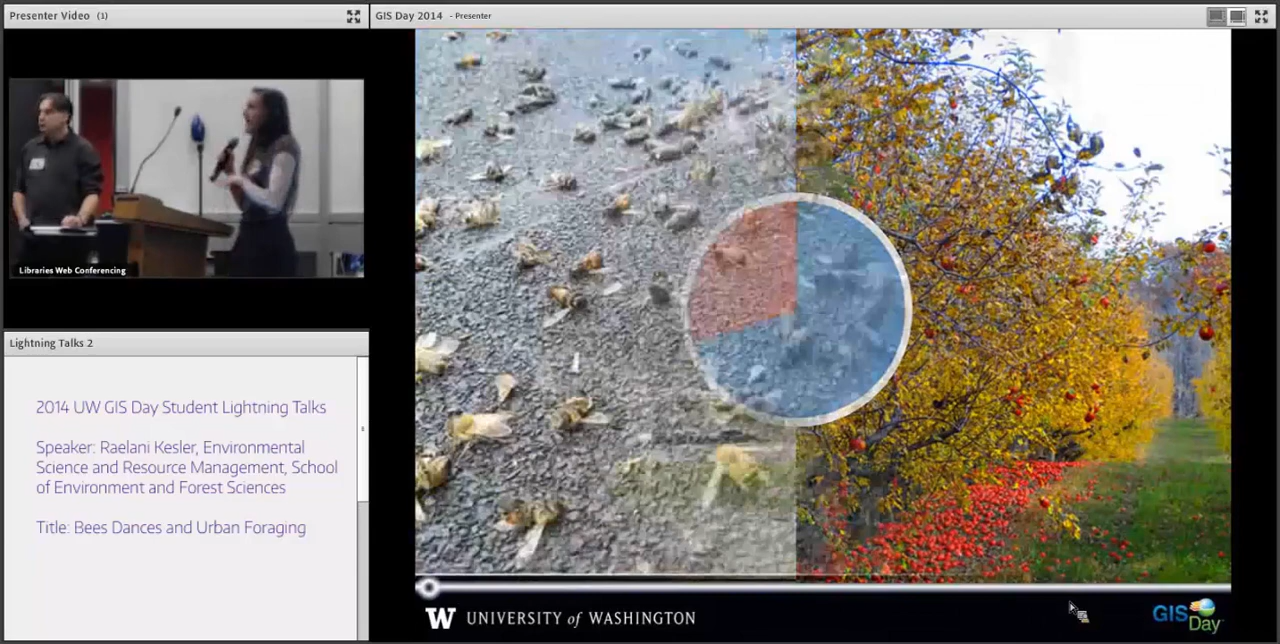 Presenter Video (1)
GIS Day 2014 - Presenter
Libraries Web Conferencing
Lightning Talks 2
2014 UW GIS Day Student Lightning Talks
Speaker: Raelani Kesler, Environmental
Science and Resource Management, School
of Environment and Forest Sciences
Title: Bees Dances and Urban Foraging
W UNIVERSITY of WASHINGTON
GIS
Day